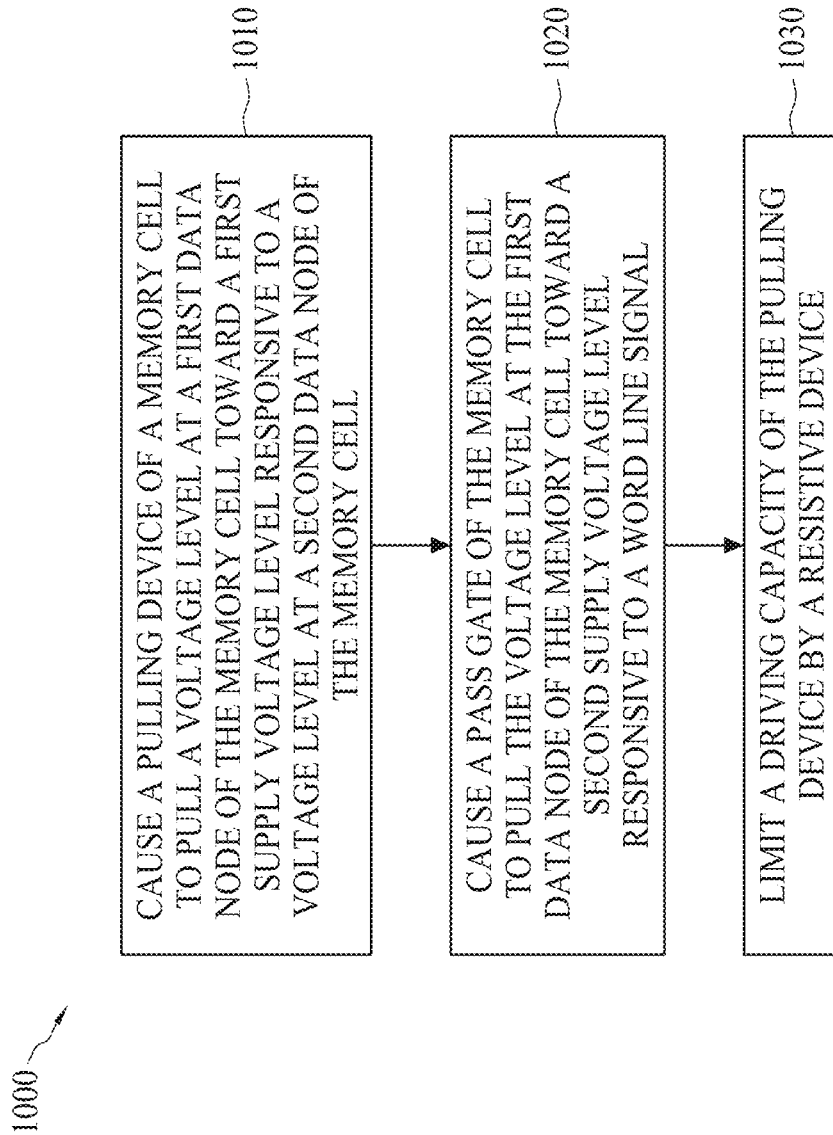 1000
CAUSE A PULLING DEVICE OF A MEMORY CELL
TO PULL A VOLTAGE LEVEL AT A FIRST DATA
NODE OF THE MEMORY CELL TOWARD A FIRST
SUPPLY VOLTAGE LEVEL RESPONSIVE TO A
VOLTAGE LEVEL AT A SECOND DATA NODE OF
THE MEMORY CELL
1010
CAUSE A PASS GATE OF THE MEMORY CELL
TO PULL THE VOLTAGE LEVEL AT THE FIRST
DATA NODE OF THE MEMORY CELL TOWARD A
SECOND SUPPLY VOLTAGE LEVEL
RESPONSIVE TO A WORD LINE SIGNAL
1020
LIMIT A DRIVING CAPACITY OF THE PULLING
DEVICE BY A RESISTIVE DEVICE
1030